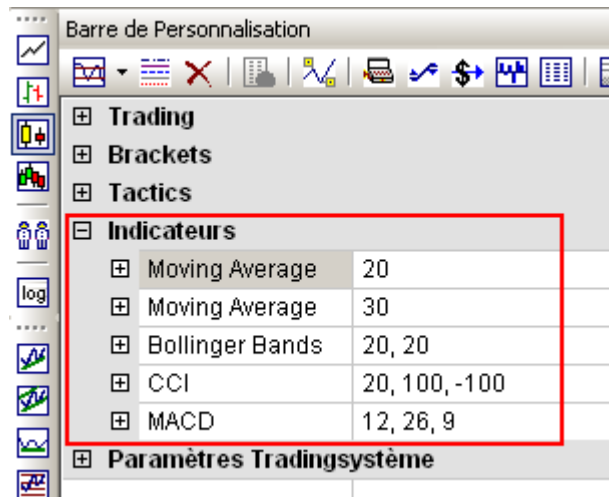 Barre de Personnalisation
Trading
Brackets
Tactics
Indicateurs
Moving Average 20
Moving Average 30
Bollinger Bands 20, 20
CCI 20, 100, -100
MACD 12, 26, 9
Paramètres Tradingsystème
log